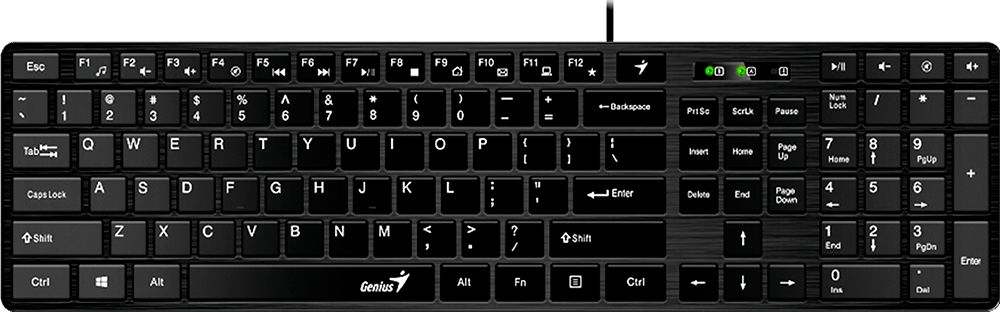 Esc F1 F2 F3 F4 F5 F6 F7 F8 F9 F10 F11 F12
~ ! @ # $ % ^ & * ( ) _ +
` 1 2 3 4 5 6 7 8 9 0 - = ←Backspace PrtSc ScrLk Pause Num Lock / * -
Tab Q W E R T Y U I O P { [ } ] | \ Insert Home Page Up 7 Home 8 ↑ 9 PgUp +
Caps Lock A S D F G H J K L : ; " ' Enter Delete End Page Down 4 ← 5 6 →
⇧Shift Z X C V B N M < , > . ? / ⇧Shift ↑ 1 End 2 ↓ 3 PgDn Enter
Ctrl Alt Genius Alt Fn Ctrl ← ↓ → 0 Ins . Del